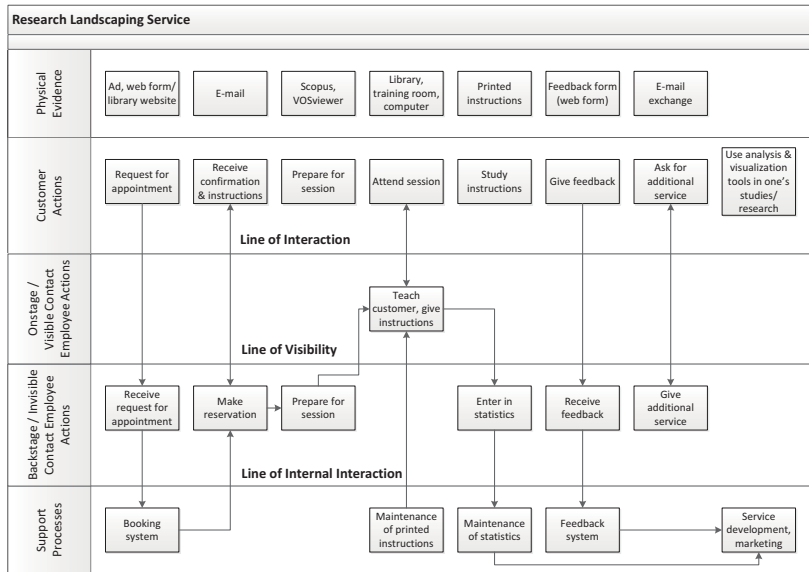 Research Landscaping Service
Physical
Evidence
Ad, web form/
library website
E-mail
Scopus,
VOSviewer
Library,
training room,
computer
Printed
instructions
Feedback form
(web form)
E-mail
exchange
Customer
Actions
Request for
appointment
Receive
confirmation
& instructions
Prepare for
session
Attend session
Study
instructions
Give feedback
Ask for
additional
service
Use analysis &
visualization
tools in one's
studies/
research
Line of Interaction
Onstage /
Visible Contact
Employee Actions
Teach
customer, give
instructions
Line of Visibility
Backstage / Invisible
Contact Employee
Actions
Receive
request for
appointment
Make
reservation
Prepare for
session
Enter in
statistics
Receive
feedback
Give
additional
service
Line of Internal Interaction
Support
Processes
Booking
system
Maintenance
of printed
instructions
Maintenance
of statistics
Feedback
system
Service
development,
marketing